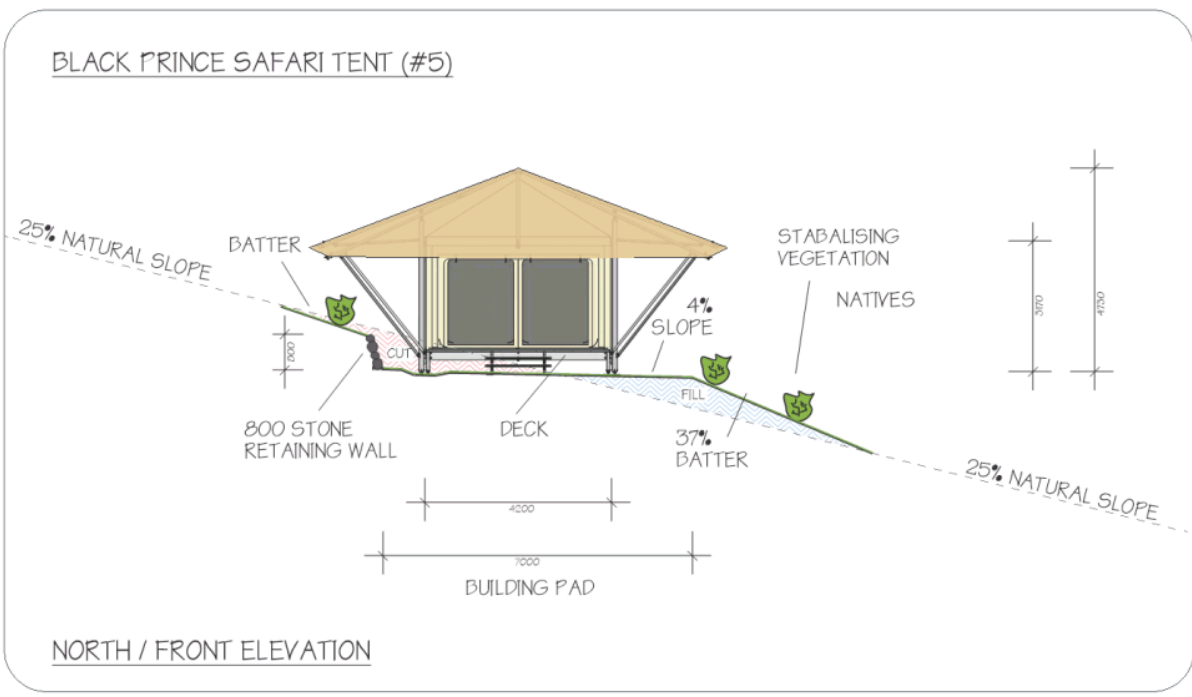 BLACK PRINCE SAFARI TENT (#5)
25% NATURAL SLOPE
BATTER
STABALISING
VEGETATION
NATIVES
4%
SLOPE
800
CUT
FILL
800 STONE
RETAINING WALL
DECK
37%
BATTER
25% NATURAL SLOPE
4200
7000
BUILDING PAD
NORTH / FRONT ELEVATION